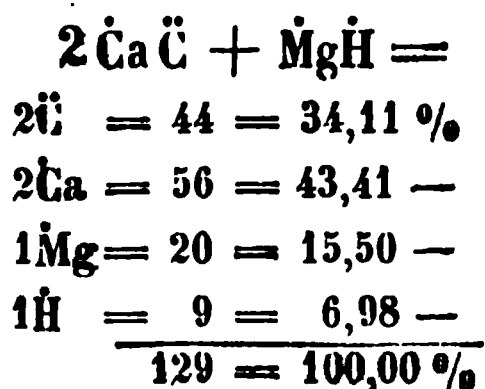 2ĊaC̈ + ṀgḢ =
2C̈ = 44 = 34,11 %
2Ċa = 56 = 43,41 —
1Ṁg = 20 = 15,50 —
1Ḣ = 9 = 6,98 —
129 = 100,00 %